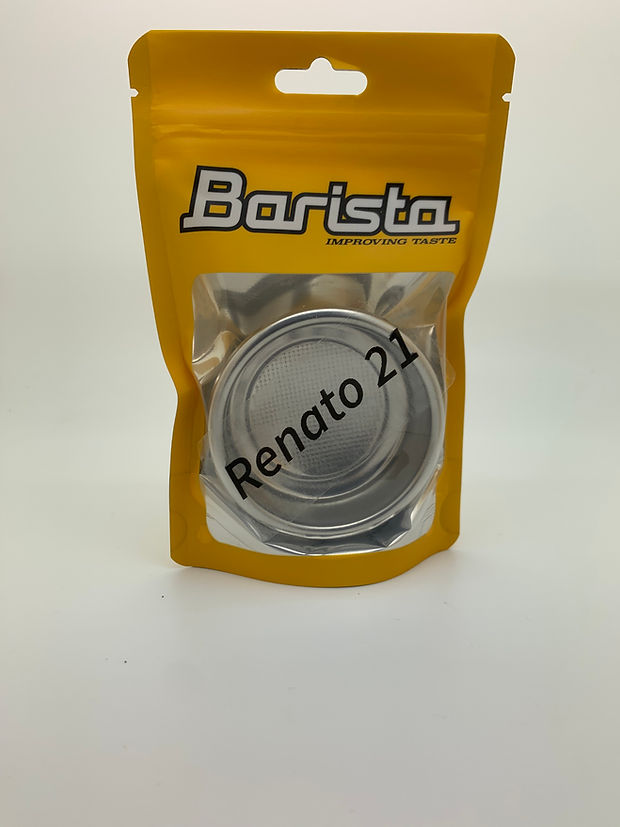 Barista
IMPROVING TASTE
Renato 21